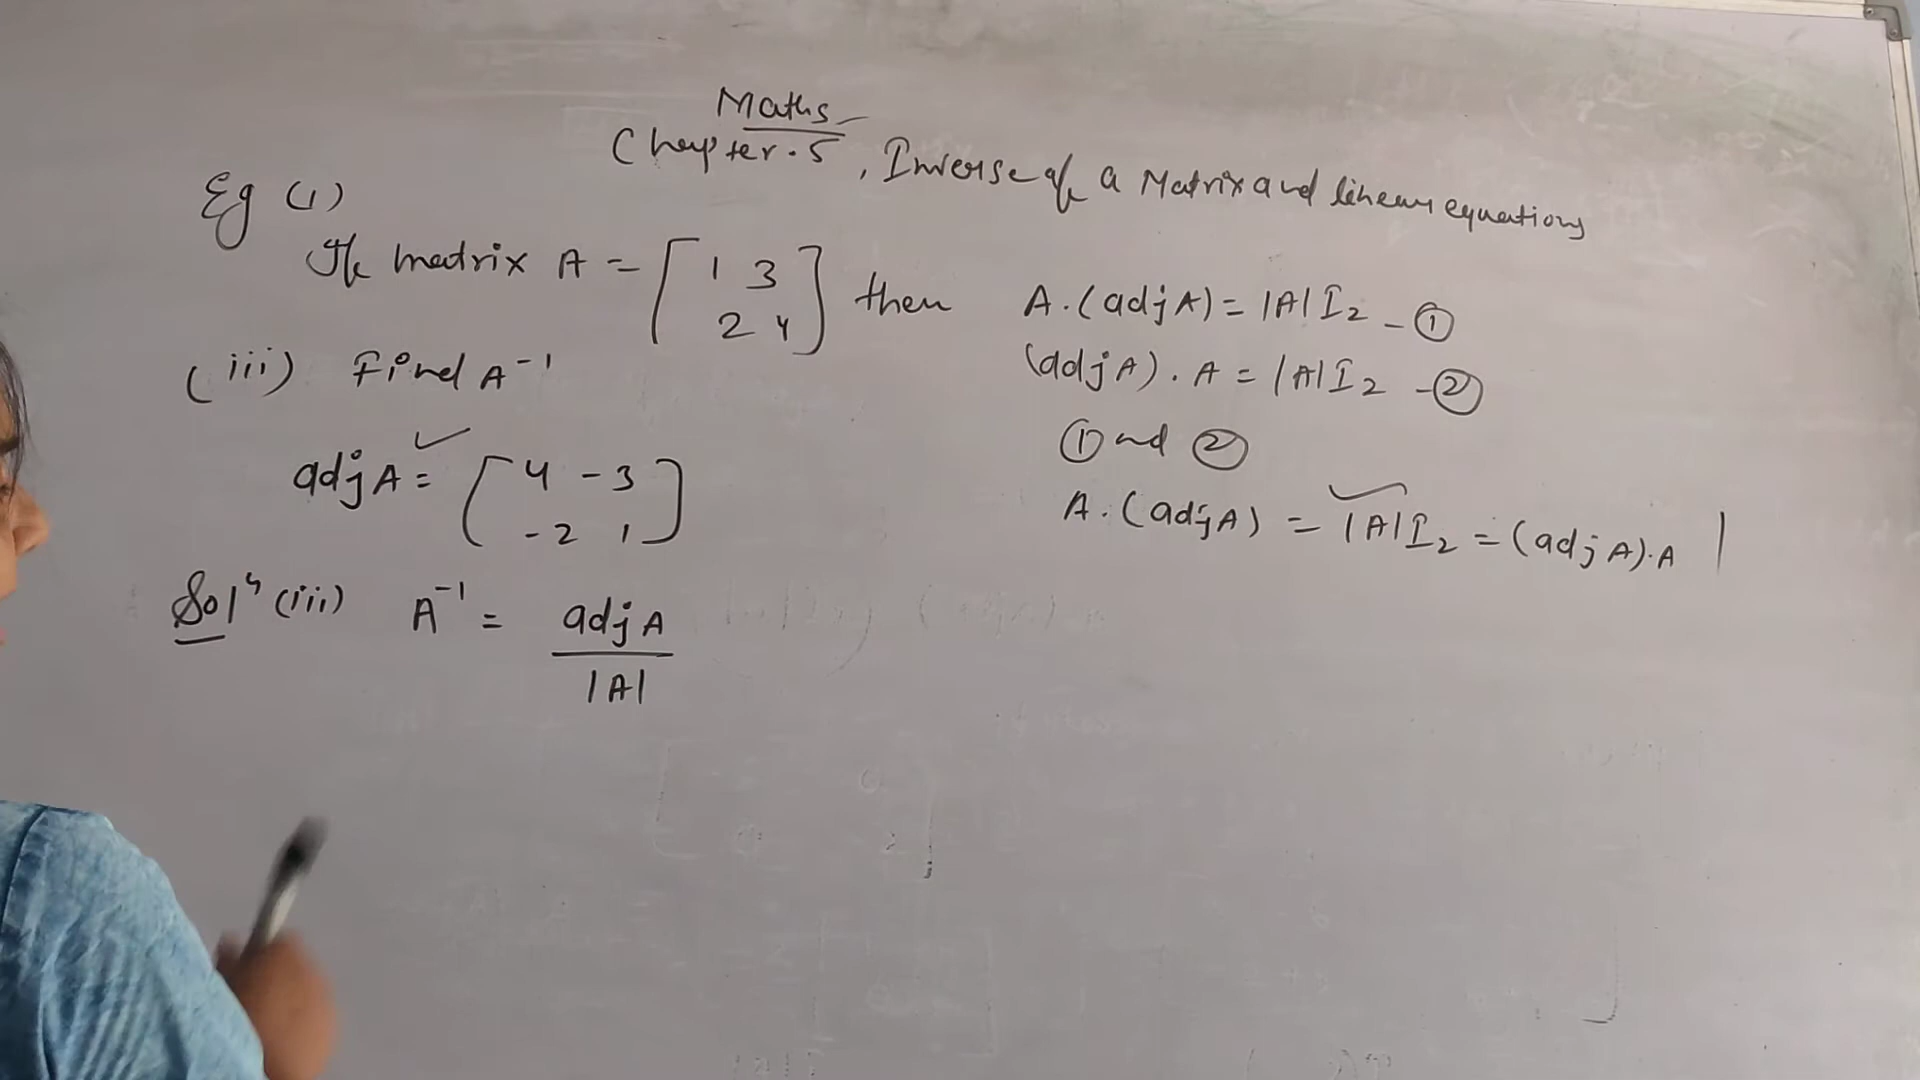 Maths
Chapter.5, Inverse of a Matrix and linear equations
Eg (1)
If matrix A = [ 1 3
2 4 ] then
(iii) Find A⁻¹
adj A = [ 4 -3
-2 1 ]
Solⁿ (iii) A⁻¹ = adj A
|A|
A.(adj A) = |A| I₂ - ①
(adj A). A = |A| I₂ - ②
① and ②
A.(adj A) = |A| I₂ = (adj A).A